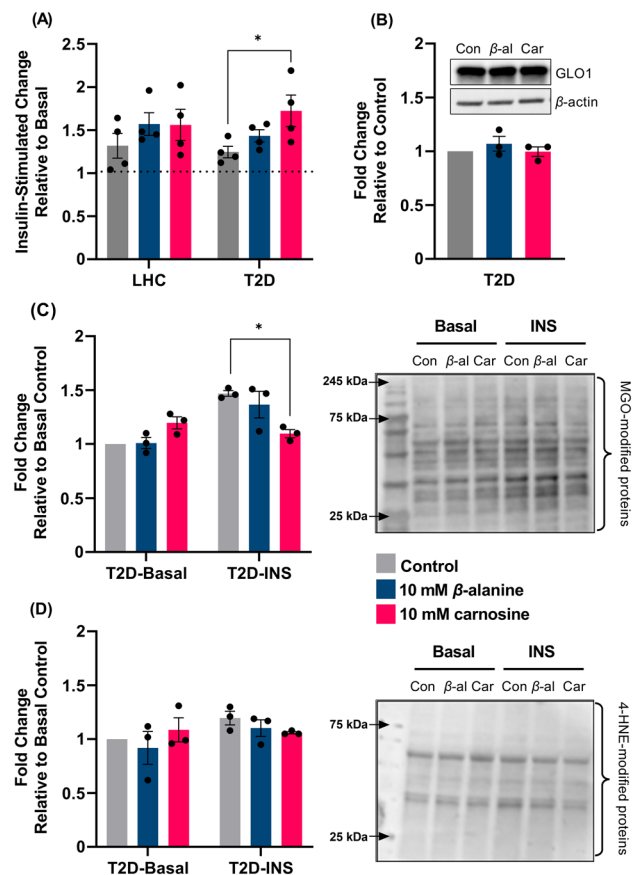 (A)
Insulin-Stimulated Change
Relative to Basal
2.5
2
1.5
1
0.5
0
*
LHC
T2D
(B)
Fold Change
Relative to Control
2
1.5
1
0.5
0
Con β-al Car
GLO1
β-actin
T2D
(C)
Fold Change
Relative to Basal Control
2
1.5
1
0.5
0
*
T2D-Basal
T2D-INS
Basal INS
Con β-al Car Con β-al Car
245 kDa
75 kDa
25 kDa
MGO-modified proteins
Control
10 mM β-alanine
10 mM carnosine
(D)
Fold Change
Relative to Basal Control
2
1.5
1
0.5
0
T2D-Basal
T2D-INS
Basal INS
Con β-al Car Con β-al Car
75 kDa
25 kDa
4-HNE-modified proteins